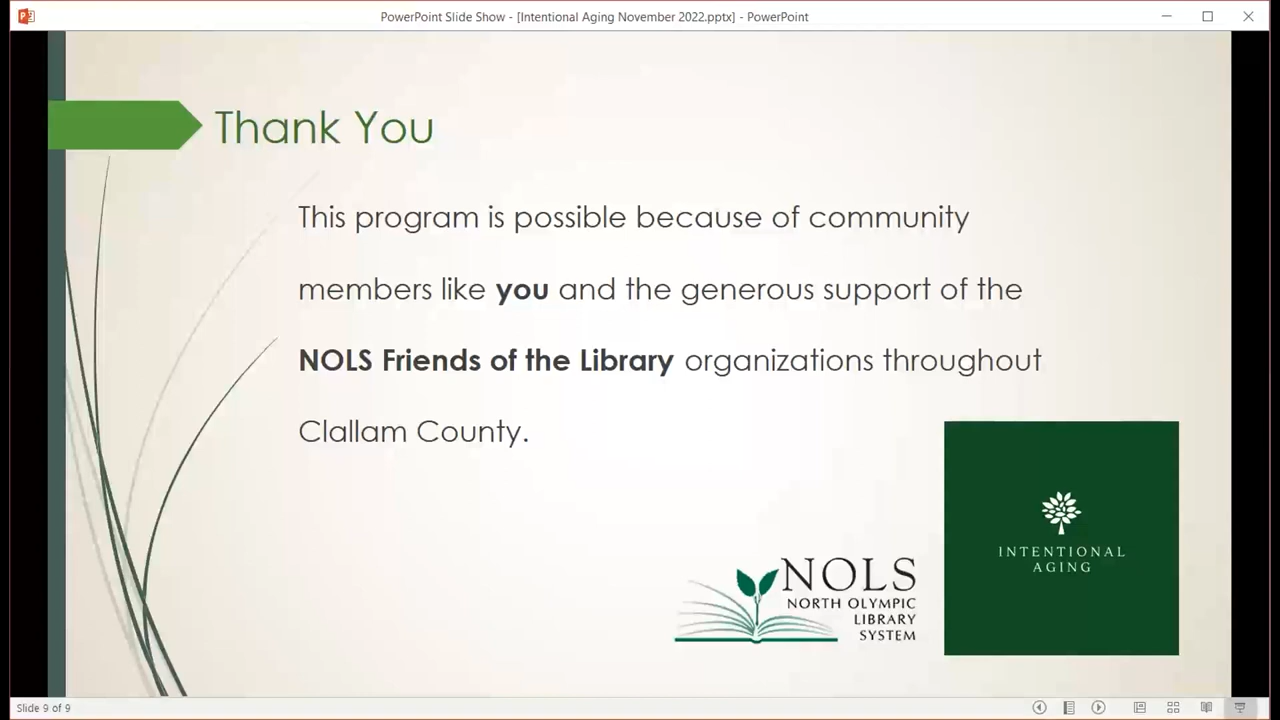 PowerPoint Slide Show - [Intentional Aging November 2022.pptx] - PowerPoint
Thank You
This program is possible because of community
members like you and the generous support of the
NOLS Friends of the Library organizations throughout
Clallam County.
NOLS
NORTH OLYMPIC
LIBRARY
SYSTEM
INTENTIONAL
AGING
Slide 9 of 9